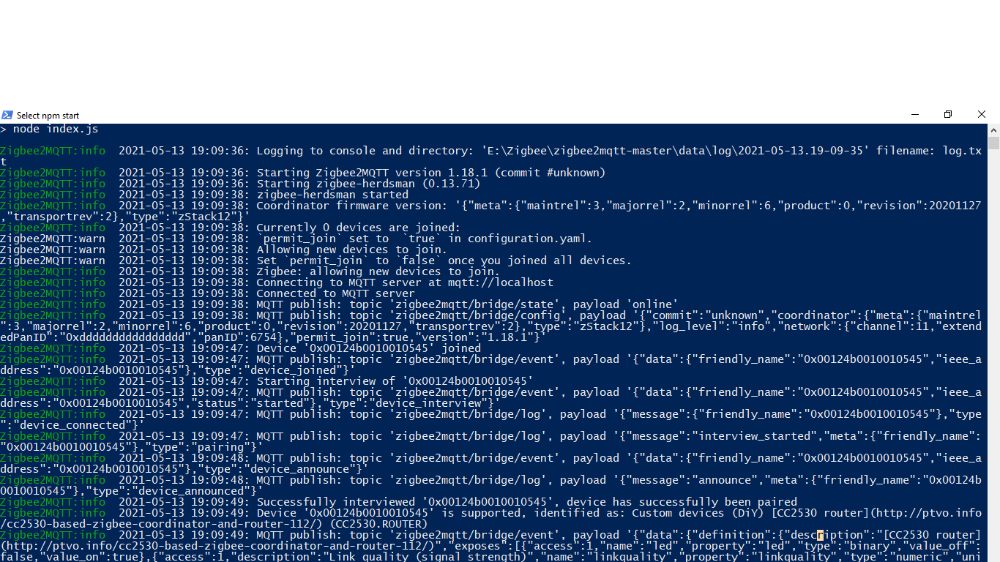 Select npm start
> node index.js
Zigbee2MQTT:info  2021-05-13 19:09:36: Logging to console and directory: 'E:\Zigbee\zigbee2mqtt-master\data\log\2021-05-13.19-09-35' filename: log.tx
t
Zigbee2MQTT:info  2021-05-13 19:09:36: Starting Zigbee2MQTT version 1.18.1 (commit #unknown)
Zigbee2MQTT:info  2021-05-13 19:09:36: Starting zigbee-herdsman (0.13.71)
Zigbee2MQTT:info  2021-05-13 19:09:38: zigbee-herdsman started
Zigbee2MQTT:info  2021-05-13 19:09:38: Coordinator firmware version: '{"meta":{"maintrel":3,"majorrel":2,"minorrel":6,"product":0,"revision":20201127
,"transportrev":2},"type":"zStack12"}'
Zigbee2MQTT:info  2021-05-13 19:09:38: Currently 0 devices are joined:
Zigbee2MQTT:warn  2021-05-13 19:09:38: `permit_join` set to  `true` in configuration.yaml.
Zigbee2MQTT:warn  2021-05-13 19:09:38: Allowing new devices to join.
Zigbee2MQTT:warn  2021-05-13 19:09:38: Set `permit_join` to `false` once you joined all devices.
Zigbee2MQTT:info  2021-05-13 19:09:38: Zigbee: allowing new devices to join.
Zigbee2MQTT:info  2021-05-13 19:09:38: Connecting to MQTT server at mqtt://localhost
Zigbee2MQTT:info  2021-05-13 19:09:38: Connected to MQTT server
Zigbee2MQTT:info  2021-05-13 19:09:38: MQTT publish: topic 'zigbee2mqtt/bridge/state', payload 'online'
Zigbee2MQTT:info  2021-05-13 19:09:38: MQTT publish: topic 'zigbee2mqtt/bridge/config', payload '{"commit":"unknown","coordinator":{"meta":{"maintrel
":3,"majorrel":2,"minorrel":6,"product":0,"revision":20201127,"transportrev":2},"type":"zStack12"},"log_level":"info","network":{"channel":11,"extend
edPanID":"0xdddddddddddddddd","panID":6754},"permit_join":true,"version":"1.18.1"}'
Zigbee2MQTT:info  2021-05-13 19:09:47: Device '0x00124b0010010545' joined
Zigbee2MQTT:info  2021-05-13 19:09:47: MQTT publish: topic 'zigbee2mqtt/bridge/event', payload '{"data":{"friendly_name":"0x00124b0010010545","ieee_a
ddress":"0x00124b0010010545"},"type":"device_joined"}'
Zigbee2MQTT:info  2021-05-13 19:09:47: Starting interview of '0x00124b0010010545'
Zigbee2MQTT:info  2021-05-13 19:09:47: MQTT publish: topic 'zigbee2mqtt/bridge/event', payload '{"data":{"friendly_name":"0x00124b0010010545","ieee_a
ddress":"0x00124b0010010545","status":"started"},"type":"device_interview"}'
Zigbee2MQTT:info  2021-05-13 19:09:47: MQTT publish: topic 'zigbee2mqtt/bridge/log', payload '{"message":{"friendly_name":"0x00124b0010010545"},"type
":"device_connected"}'
Zigbee2MQTT:info  2021-05-13 19:09:47: MQTT publish: topic 'zigbee2mqtt/bridge/log', payload '{"message":"interview_started","meta":{"friendly_name":
"0x00124b0010010545"},"type":"pairing"}'
Zigbee2MQTT:info  2021-05-13 19:09:48: MQTT publish: topic 'zigbee2mqtt/bridge/event', payload '{"data":{"friendly_name":"0x00124b0010010545","ieee_a
ddress":"0x00124b0010010545"},"type":"device_announce"}'
Zigbee2MQTT:info  2021-05-13 19:09:48: MQTT publish: topic 'zigbee2mqtt/bridge/log', payload '{"message":"announce","meta":{"friendly_name":"0x00124b
0010010545"},"type":"device_announced"}'
Zigbee2MQTT:info  2021-05-13 19:09:49: Successfully interviewed '0x00124b0010010545', device has successfully been paired
Zigbee2MQTT:info  2021-05-13 19:09:49: Device '0x00124b0010010545' is supported, identified as: Custom devices (DiY) [CC2530 router](http://ptvo.info
/cc2530-based-zigbee-coordinator-and-router-112/) (CC2530.ROUTER)
Zigbee2MQTT:info  2021-05-13 19:09:49: MQTT publish: topic 'zigbee2mqtt/bridge/event', payload '{"data":{"definition":{"description":"[CC2530 router]
(http://ptvo.info/cc2530-based-zigbee-coordinator-and-router-112/)","exposes":[{"access":1,"name":"led","property":"led","type":"binary","value_off":
false,"value_on":true},{"access":1,"description":"Link quality (signal strength)","name":"linkquality","property":"linkquality","type":"numeric","uni